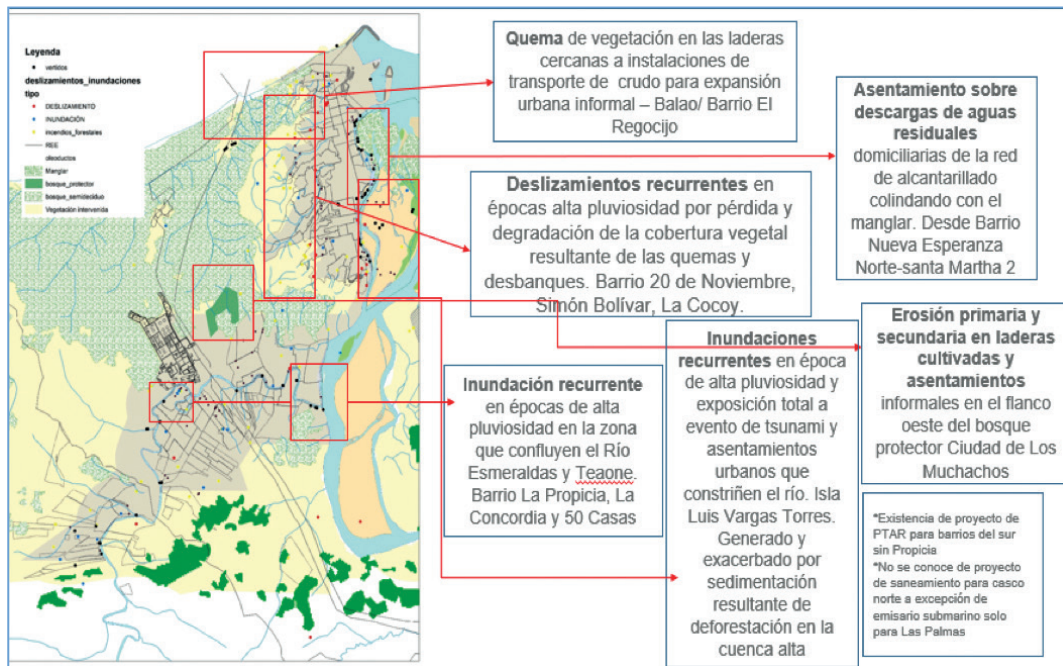 Leyenda
vertidos
deslizamientos_inundaciones
tipo
DESLIZAMIENTO
INUNDACIÓN
incendios_forestales
REE
oleoductos
Manglar
bosque_protector
bosque_semideciduo
Vegetación intervenida
Quema de vegetación en las laderas
cercanas a instalaciones de
transporte de crudo para expansión
urbana informal – Balao/ Barrio El
Regocijo
Asentamiento sobre
descargas de aguas
residuales
domiciliarias de la red
de alcantarillado
colindando con el
manglar. Desde Barrio
Nueva Esperanza
Norte-santa Martha 2
Deslizamientos recurrentes en
épocas alta pluviosidad por pérdida y
degradación de la cobertura vegetal
resultante de las quemas y
desbanques. Barrio 20 de Noviembre,
Simón Bolívar, La Cocoy.
Erosión primaria y
secundaria en laderas
cultivadas y
asentamientos
informales en el flanco
oeste del bosque
protector Ciudad de Los
Muchachos
Inundaciones
recurrentes en época
de alta pluviosidad y
exposición total a
evento de tsunami y
asentamientos
urbanos que
constriñen el río. Isla
Luis Vargas Torres.
Generado y
exacerbado por
sedimentación
resultante de
deforestación en la
cuenca alta
Inundación recurrente
en épocas de alta
pluviosidad en la zona
que confluyen el Río
Esmeraldas y Teaone.
Barrio La Propicia, La
Concordia y 50 Casas
*Existencia de proyecto de
PTAR para barrios del sur
sin Propicia
*No se conoce de proyecto
de saneamiento para casco
norte a excepción de
emisario submarino solo
para Las Palmas